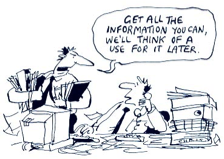 GET ALL THE
INFORMATION YOU CAN,
WE'LL THINK OF A
USE FOR IT LATER.